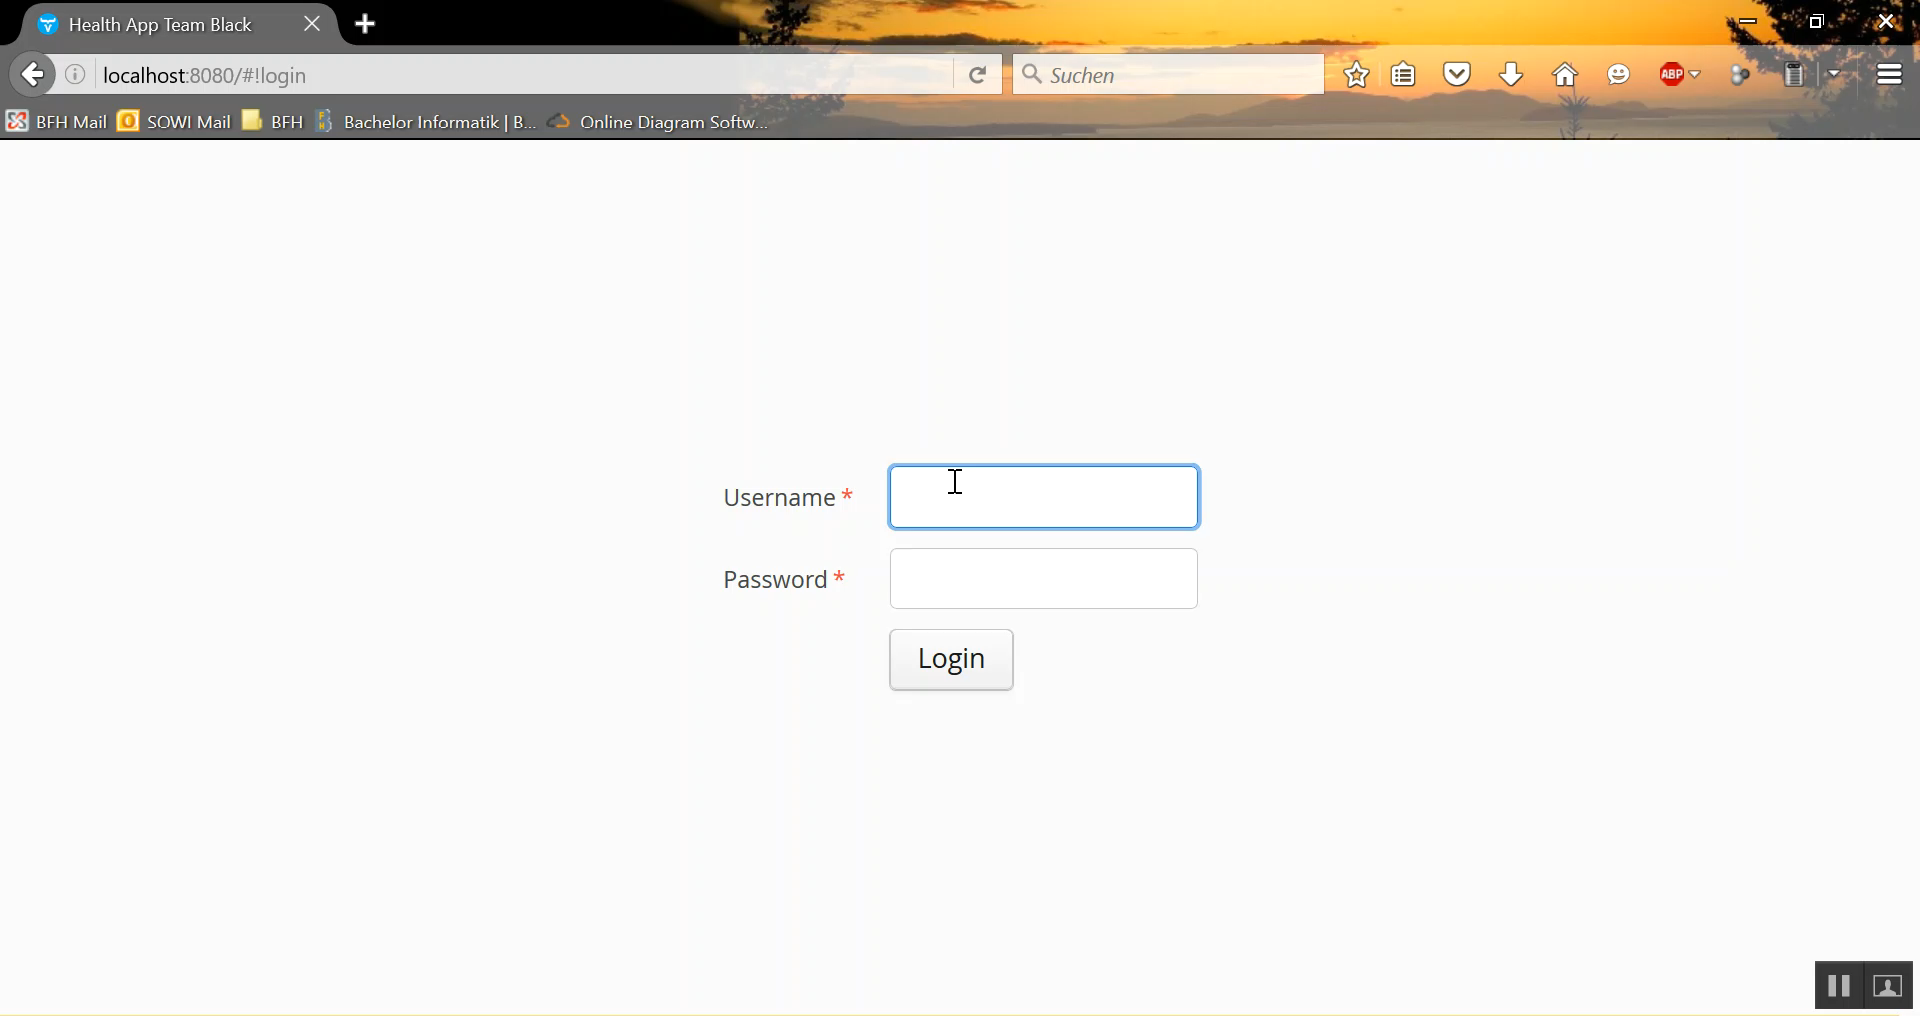 Health App Team Black
localhost:8080/#!login
Suchen
ABP
BFH Mail SOWI Mail BFH Bachelor Informatik | B... Online Diagram Softw...
Username *
Password *
Login